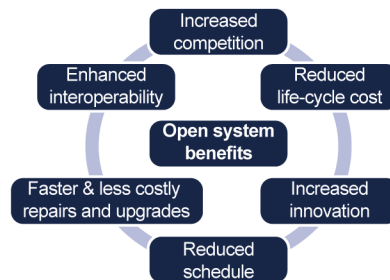 Increased
competition
Enhanced
interoperability
Reduced
life-cycle cost
Open system
benefits
Faster & less costly
repairs and upgrades
Increased
innovation
Reduced
schedule